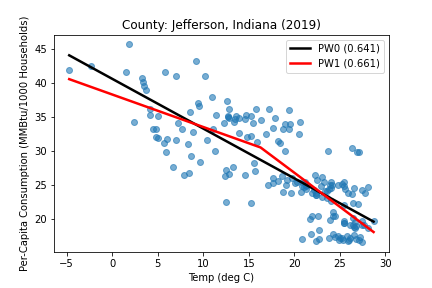 County: Jefferson, Indiana (2019)
PW0 (0.641)
PW1 (0.661)
Per-Capita Consumption (MMBtu/1000 Households)
45
40
35
30
25
20
−5
0
5
10
15
20
25
30
Temp (deg C)